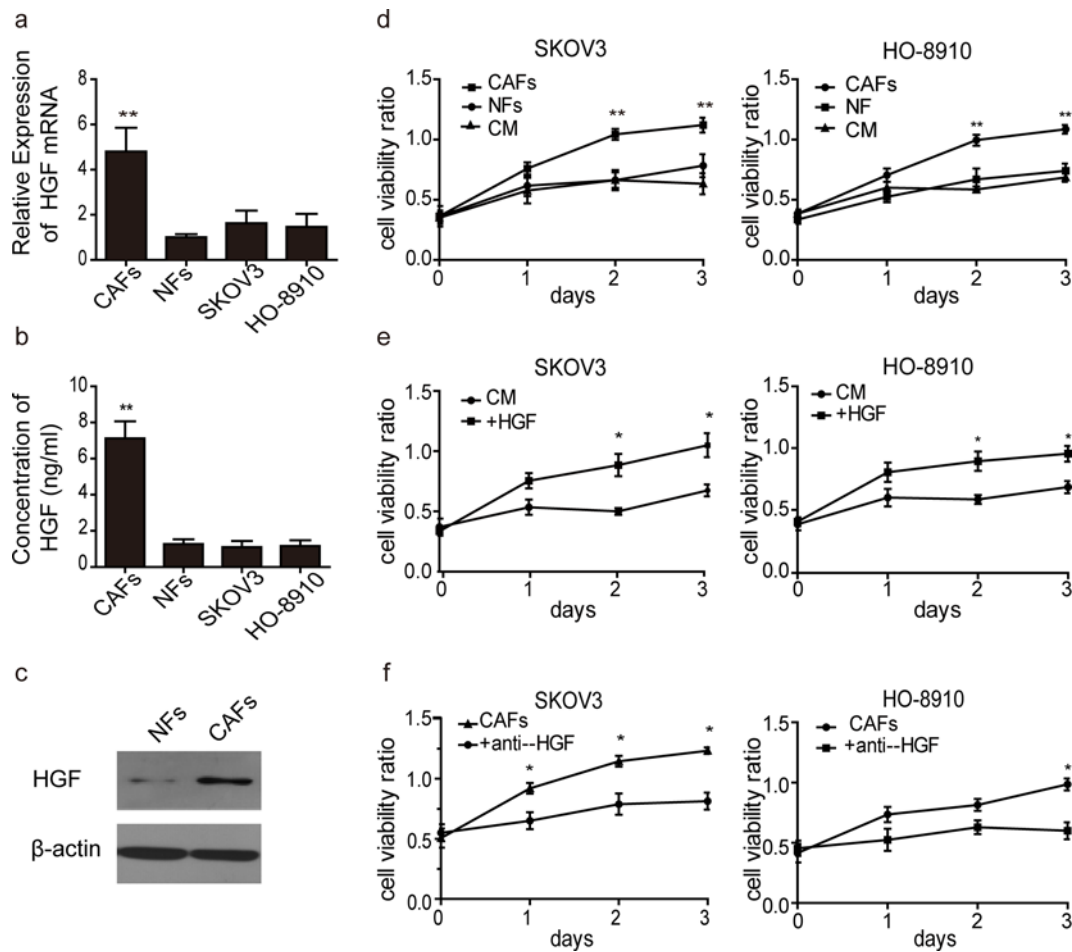 a
Relative Expression
of HGF mRNA
8
6
4
2
0
**
CAFs
NFs
SKOV3
HO-8910
b
Concentration of
HGF (ng/ml)
10
8
6
4
2
0
**
CAFs
NFs
SKOV3
HO-8910
c
NFs
CAFs
HGF
β-actin
d
SKOV3
cell viability ratio
1.5
1.0
0.5
0.0
CAFs
NFs
CM
**
**
0
1
2
3
days
HO-8910
cell viability ratio
1.5
1.0
0.5
0.0
CAFs
NF
CM
**
**
0
1
2
3
days
e
SKOV3
cell viability ratio
1.5
1.0
0.5
0.0
CM
+HGF
*
*
0
1
2
3
days
HO-8910
cell viability ratio
1.5
1.0
0.5
0.0
CM
+HGF
*
*
0
1
2
3
days
f
SKOV3
cell viability ratio
1.5
1.0
0.5
0.0
CAFs
+anti--HGF
*
*
*
0
1
2
3
days
HO-8910
cell viability ratio
1.5
1.0
0.5
0.0
CAFs
+anti--HGF
*
0
1
2
3
days